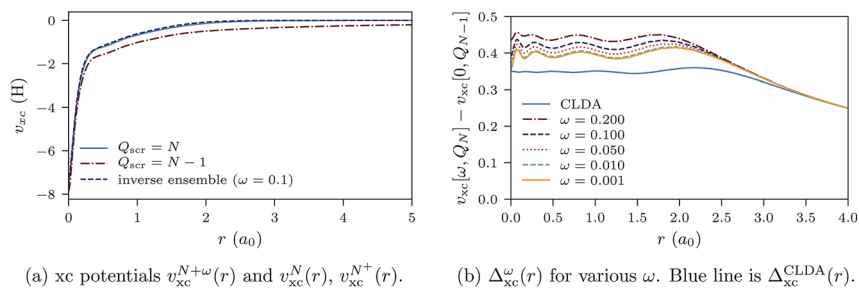 0
−2
−4
−6
−8
v_xc (H)
Q_scr = N
Q_scr = N − 1
inverse ensemble (ω = 0.1)
0 1 2 3 4 5
r (a_0)
(a) xc potentials v_xc^{N+ω}(r) and v_xc^N(r), v_xc^{N^+}(r).
0.5
0.4
0.3
0.2
0.1
0.0
v_xc[ω, Q_N] − v_xc[0, Q_{N−1}]
CLDA
ω = 0.200
ω = 0.100
ω = 0.050
ω = 0.010
ω = 0.001
0.0 0.5 1.0 1.5 2.0 2.5 3.0 3.5 4.0
r (a_0)
(b) Δ_xc^ω(r) for various ω. Blue line is Δ_xc^CLDA(r).